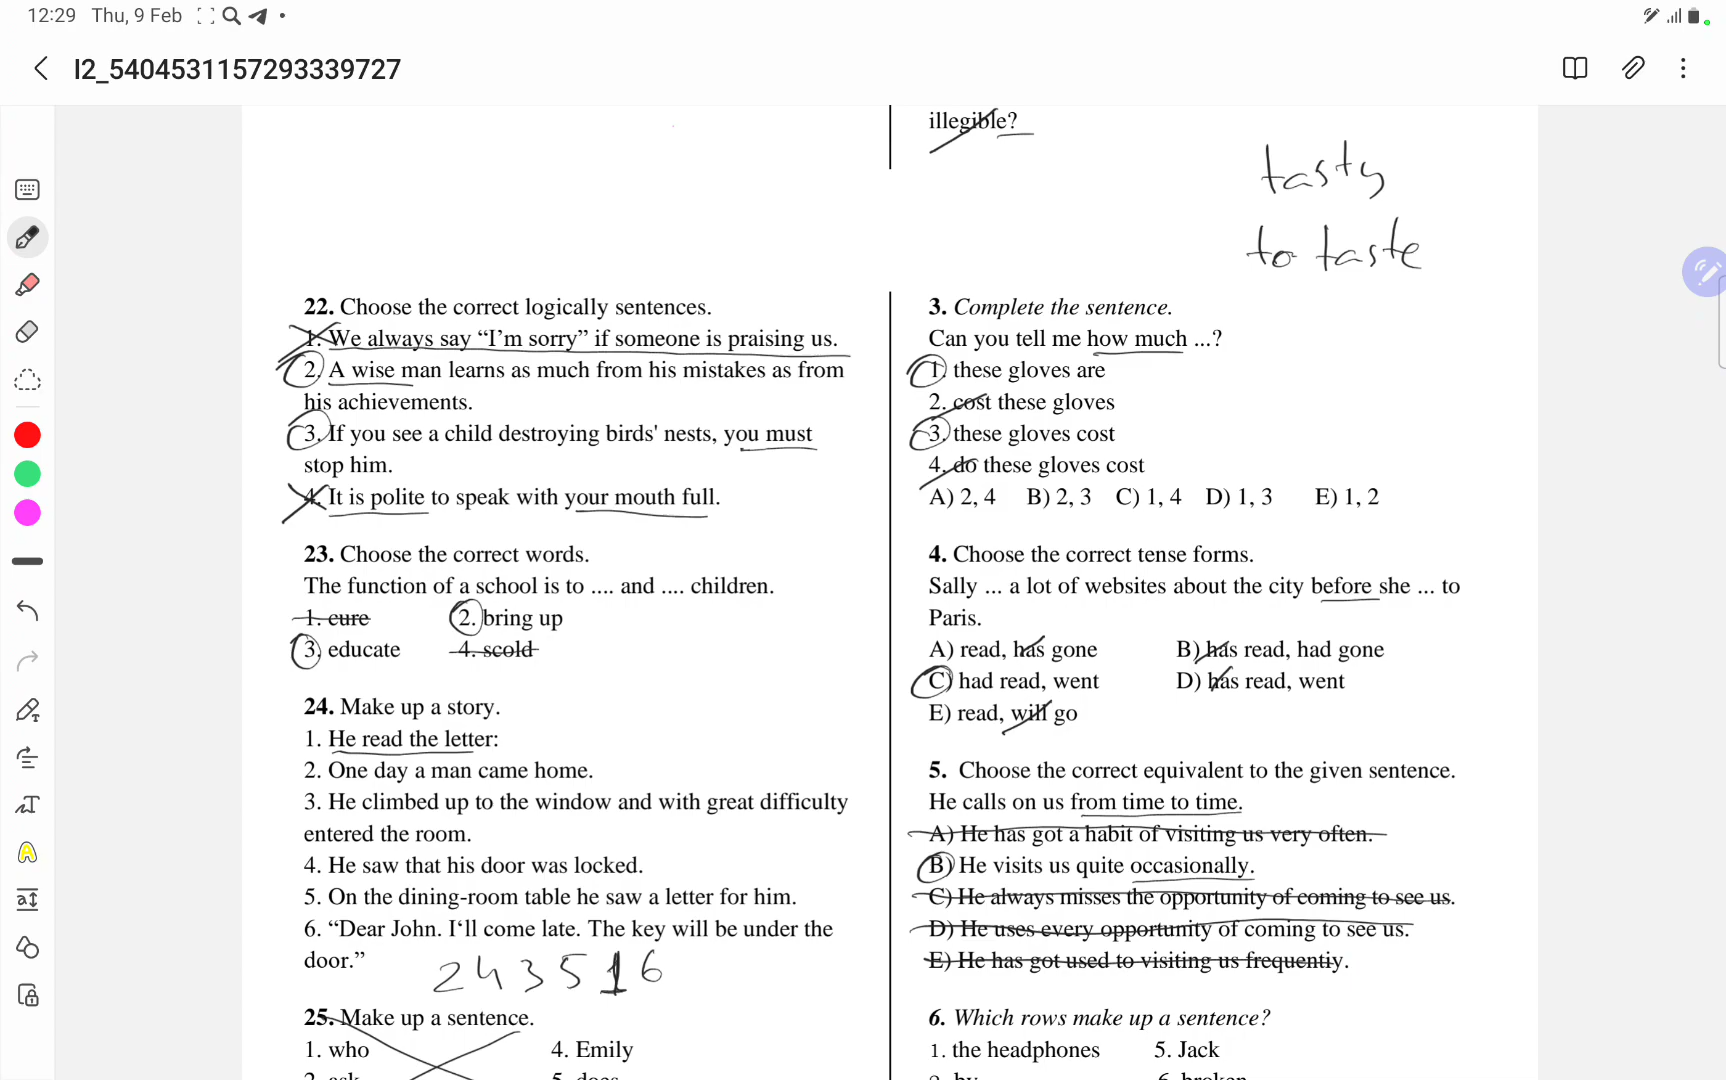 12:29 Thu, 9 Feb
I2_5404531157293339727
illegible?
tasty
to taste
22. Choose the correct logically sentences.
1. We always say “I’m sorry” if someone is praising us.
2. A wise man learns as much from his mistakes as from
his achievements.
3. If you see a child destroying birds' nests, you must
stop him.
4. It is polite to speak with your mouth full.
23. Choose the correct words.
The function of a school is to .... and .... children.
1. cure 2. bring up
3. educate 4. scold
24. Make up a story.
1. He read the letter:
2. One day a man came home.
3. He climbed up to the window and with great difficulty
entered the room.
4. He saw that his door was locked.
5. On the dining-room table he saw a letter for him.
6. “Dear John. I‘ll come late. The key will be under the
door.”
2 4 3 5 1 6
25. Make up a sentence.
1. who 4. Emily
2. ask 5. does
3. Complete the sentence.
Can you tell me how much ...?
1. these gloves are
2. cost these gloves
3. these gloves cost
4. do these gloves cost
A) 2, 4 B) 2, 3 C) 1, 4 D) 1, 3 E) 1, 2
4. Choose the correct tense forms.
Sally ... a lot of websites about the city before she ... to
Paris.
A) read, has gone B) has read, had gone
C) had read, went D) has read, went
E) read, will go
5. Choose the correct equivalent to the given sentence.
He calls on us from time to time.
A) He has got a habit of visiting us very often.
B) He visits us quite occasionally.
C) He always misses the opportunity of coming to see us.
D) He uses every opportunity of coming to see us.
E) He has got used to visiting us frequentiy.
6. Which rows make up a sentence?
1. the headphones 5. Jack
2. by 6. broken